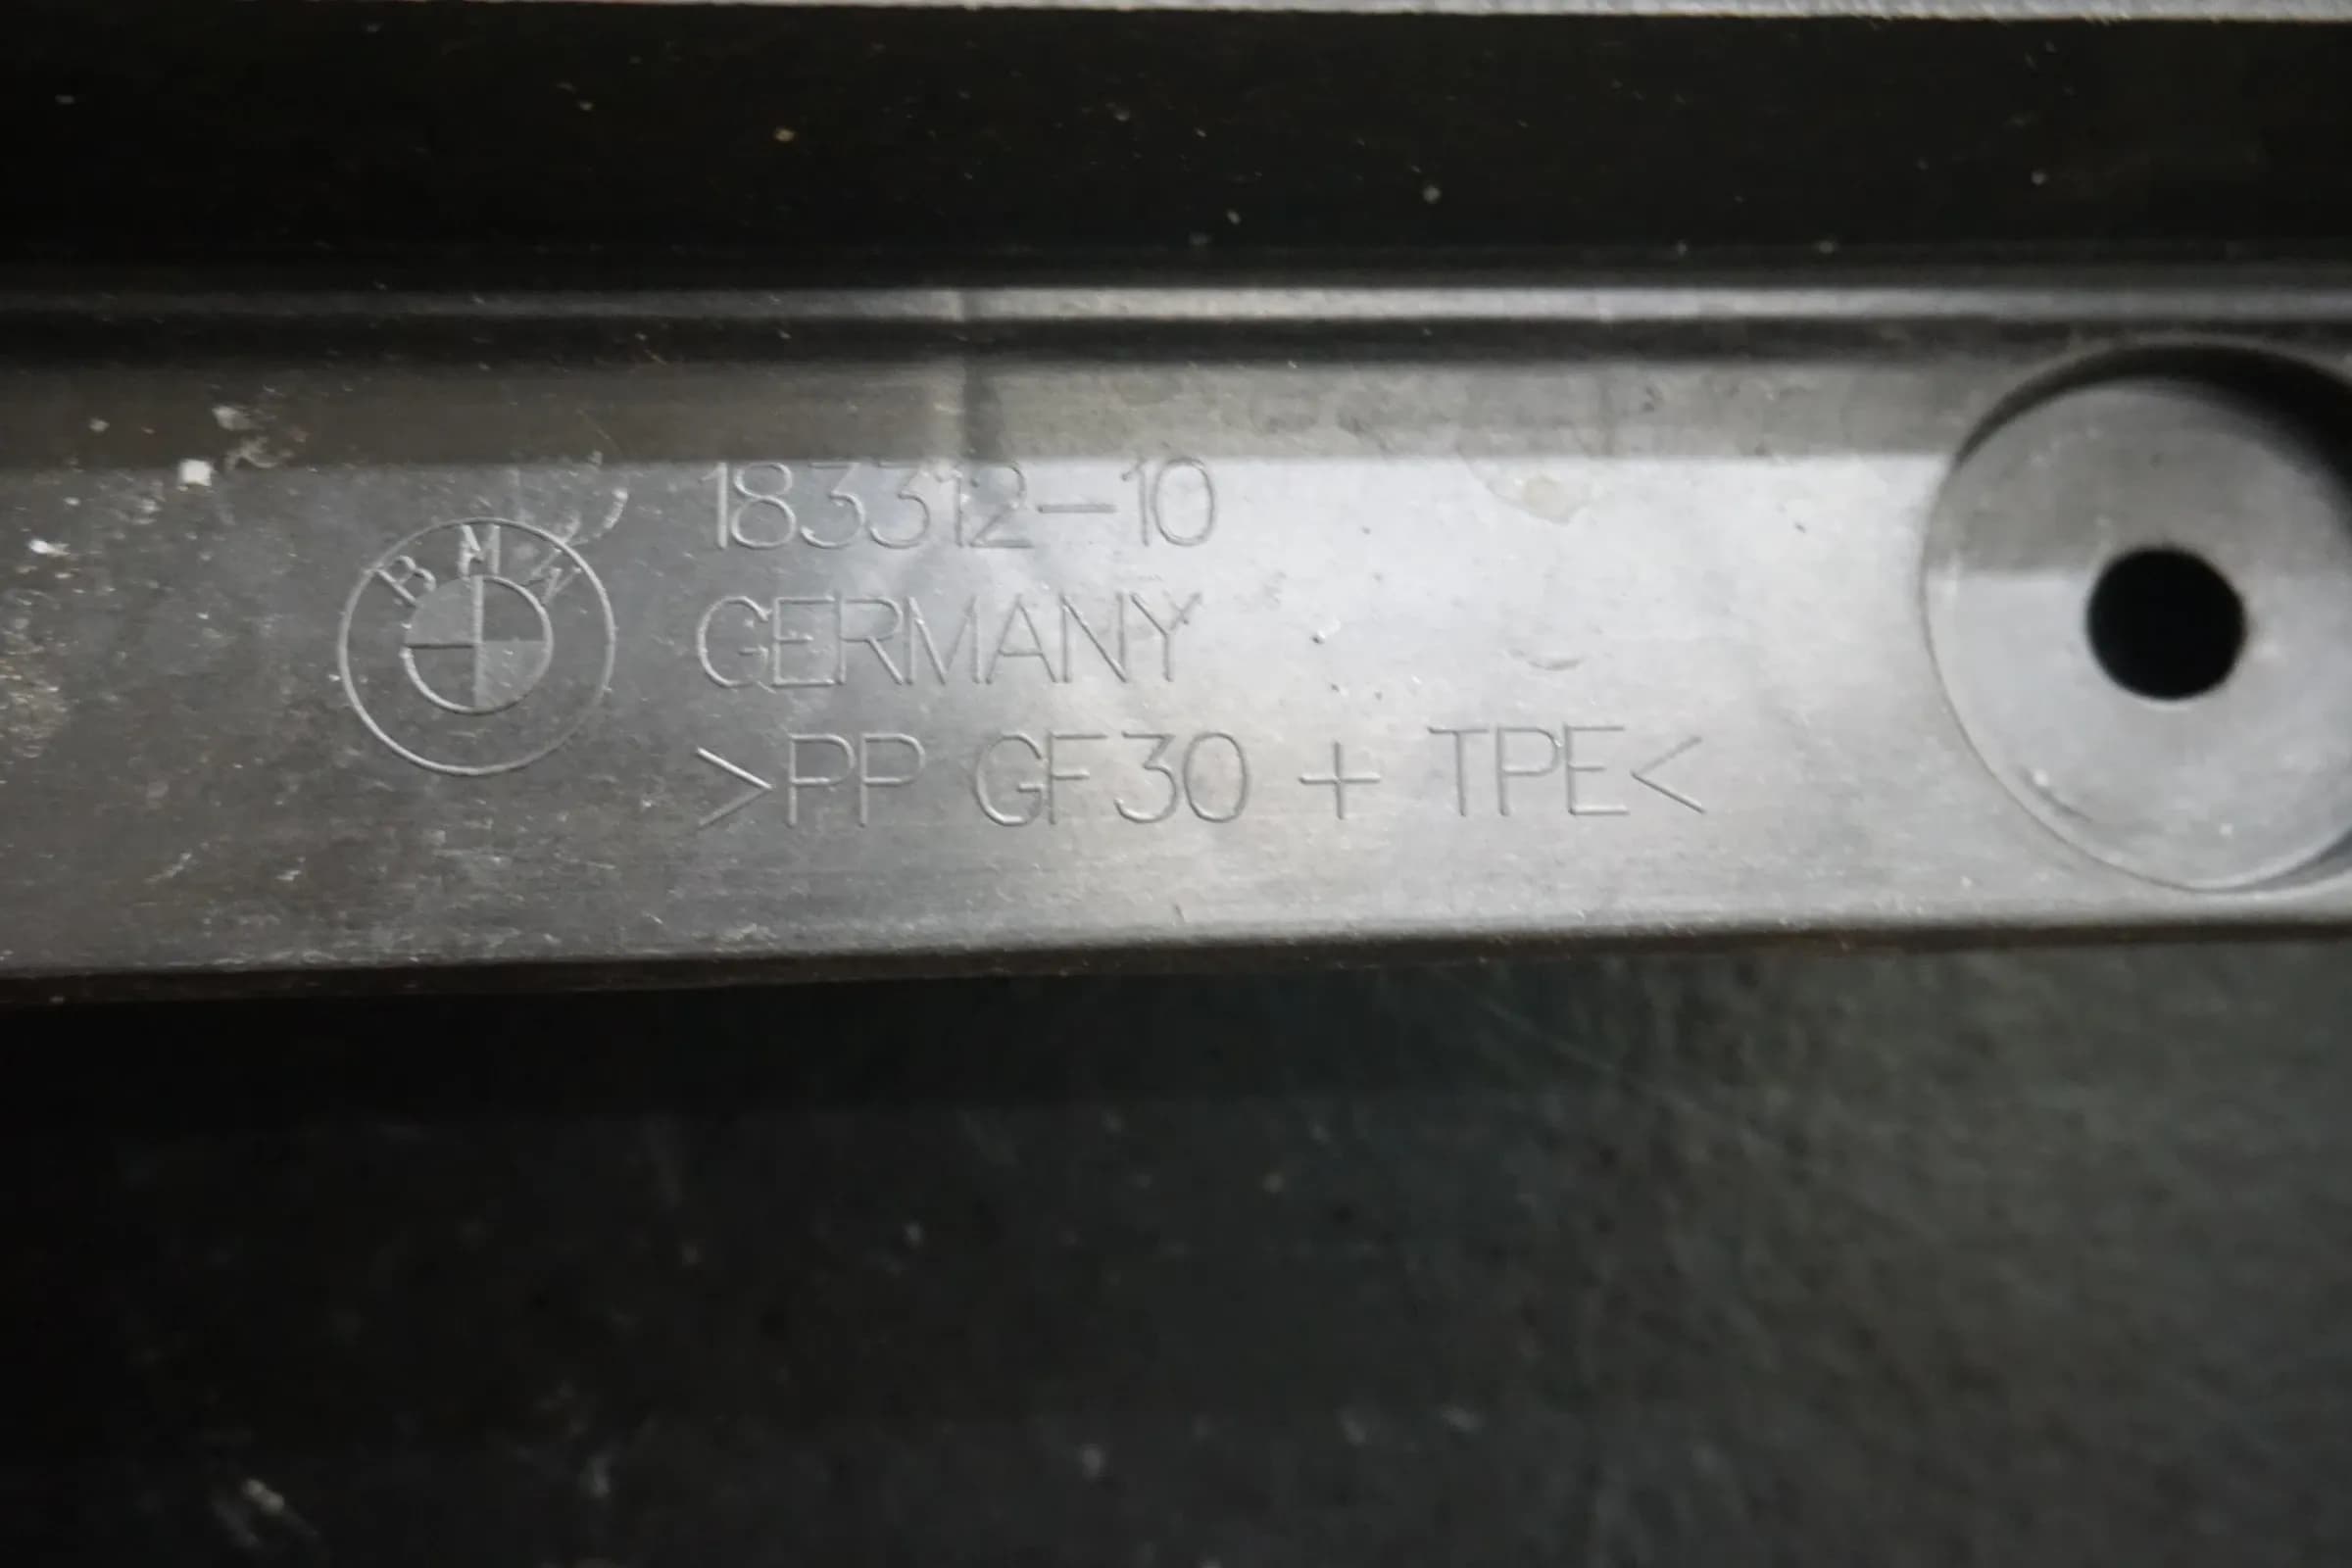 BMW
183312-10
GERMANY
>PP GF30 + TPE<